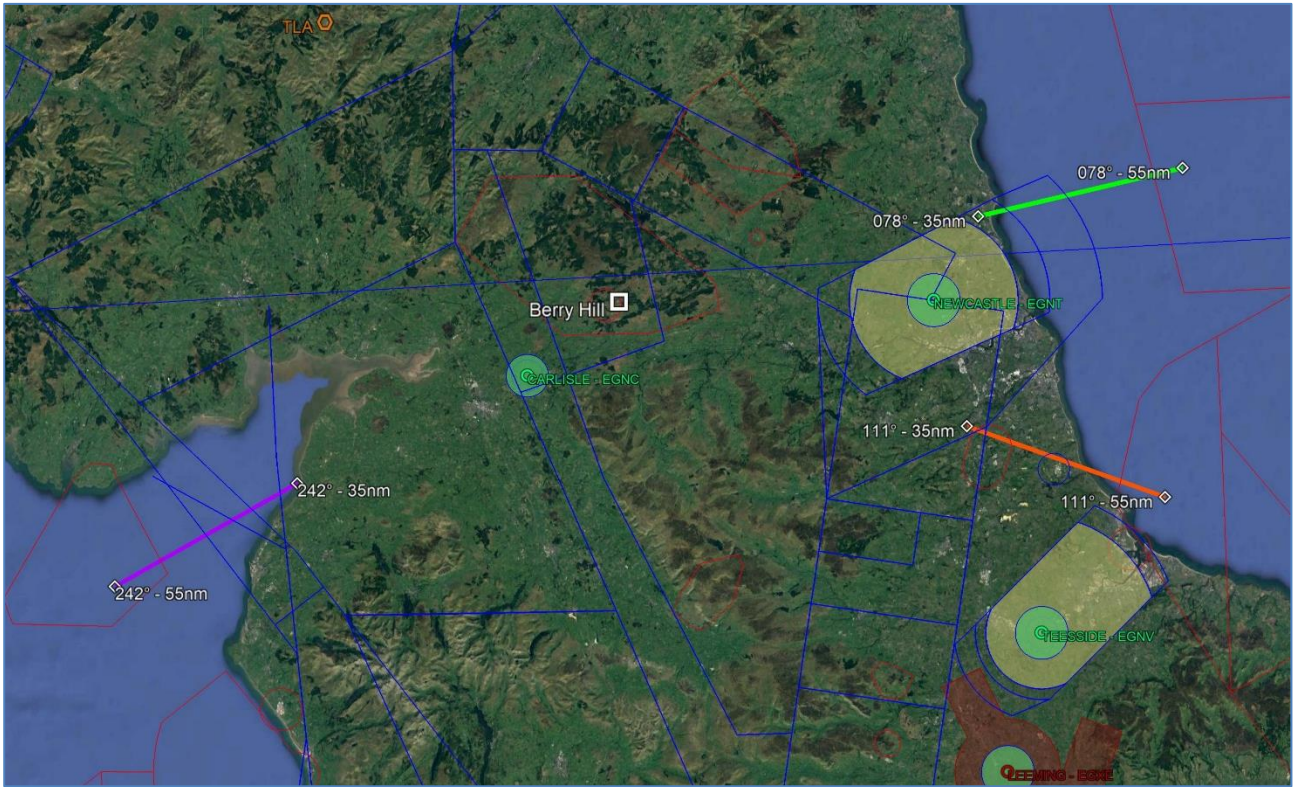 TLA
078° - 55nm
078° - 35nm
Berry Hill
NEWCASTLE - EGNT
CARLISLE - EGNC
111° - 35nm
242° - 35nm
111° - 55nm
242° - 55nm
TEESSIDE - EGNV
LEEMING - EGXE